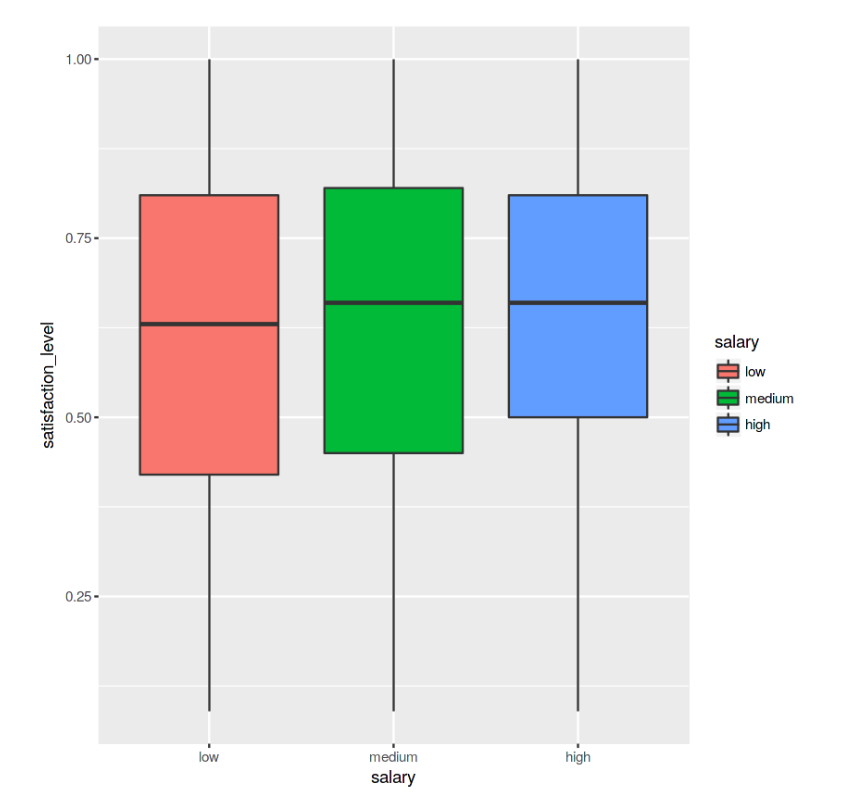 1.00
0.75
0.50
0.25
satisfaction_level
low medium high
salary
salary
low
medium
high